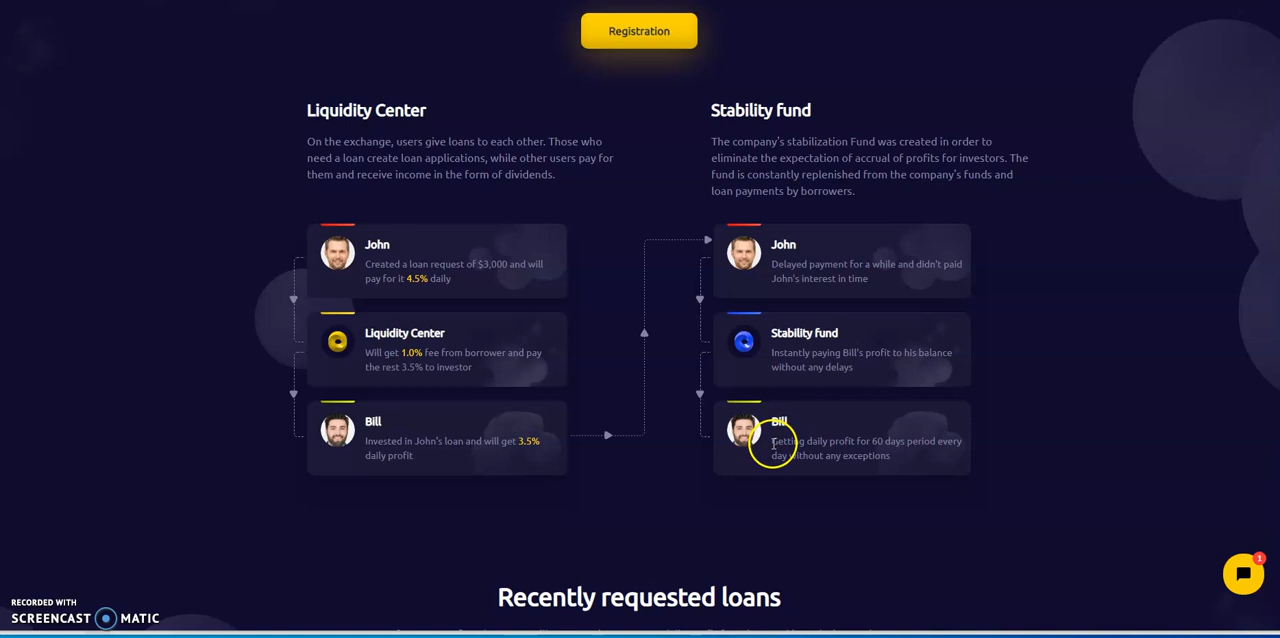 Registration
Liquidity Center
On the exchange, users give loans to each other. Those who
need a loan create loan applications, while other users pay for
them and receive income in the form of dividends.
John
Created a loan request of $3,000 and will
pay for it 4.5% daily
Liquidity Center
Will get 1.0% fee from borrower and pay
the rest 3.5% to investor
Bill
Invested in John's loan and will get 3.5%
daily profit
Stability fund
The company's stabilization Fund was created in order to
eliminate the expectation of accrual of profits for investors. The
fund is constantly replenished from the company's funds and
loan payments by borrowers.
John
Delayed payment for a while and didn't paid
John's interest in time
Stability fund
Instantly paying Bill's profit to his balance
without any delays
Bill
Getting daily profit for 60 days period every
day without any exceptions
Recently requested loans
1
RECORDED WITH
SCREENCAST MATIC